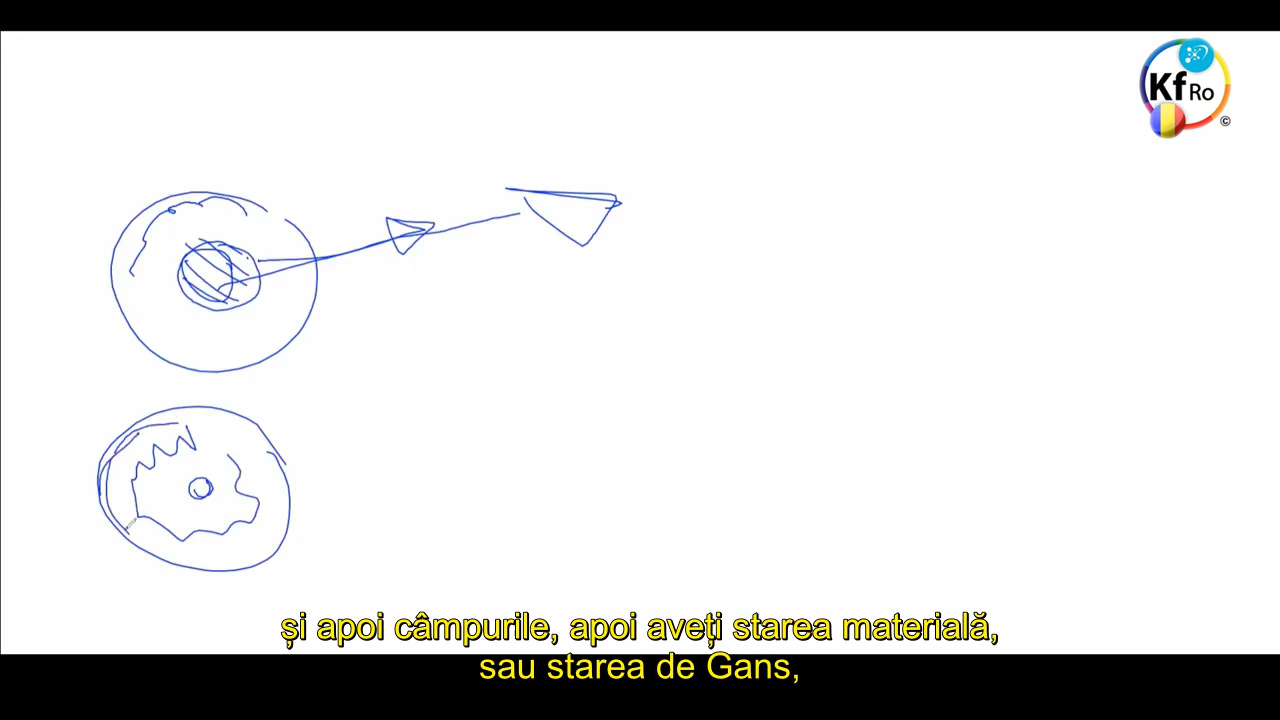 Kf Ro
©
și apoi câmpurile, apoi aveți starea materială,
sau starea de Gans,